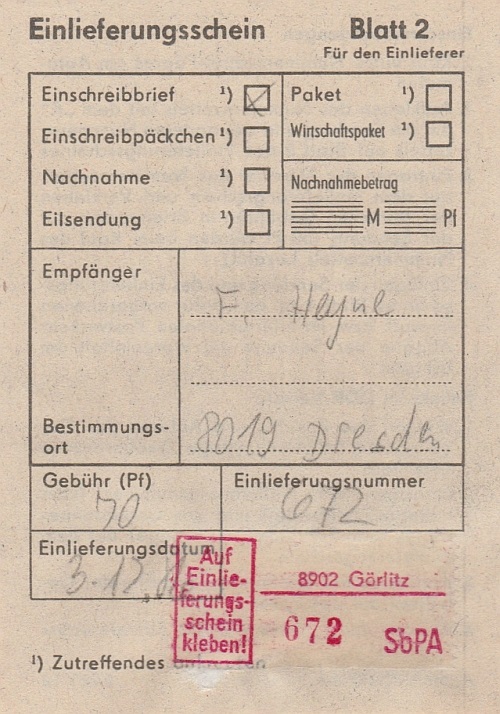 Einlieferungsschein Blatt 2
Für den Einlieferer
Einschreibbrief ¹)
Paket ¹)
Einschreibpäckchen ¹)
Wirtschaftspaket ¹)
Nachnahme ¹)
Nachnahmebetrag
Eilsendung ¹)
M Pf
Empfänger
F. Heyne
Bestimmungs-
ort
8019 Dresden
Gebühr (Pf)
Einlieferungsnummer
70
672
Einlieferungsdatum
3.12.
Auf
Einlie-
ferungs-
schein
kleben!
8902 Görlitz
672 SbPA
¹) Zutreffendes